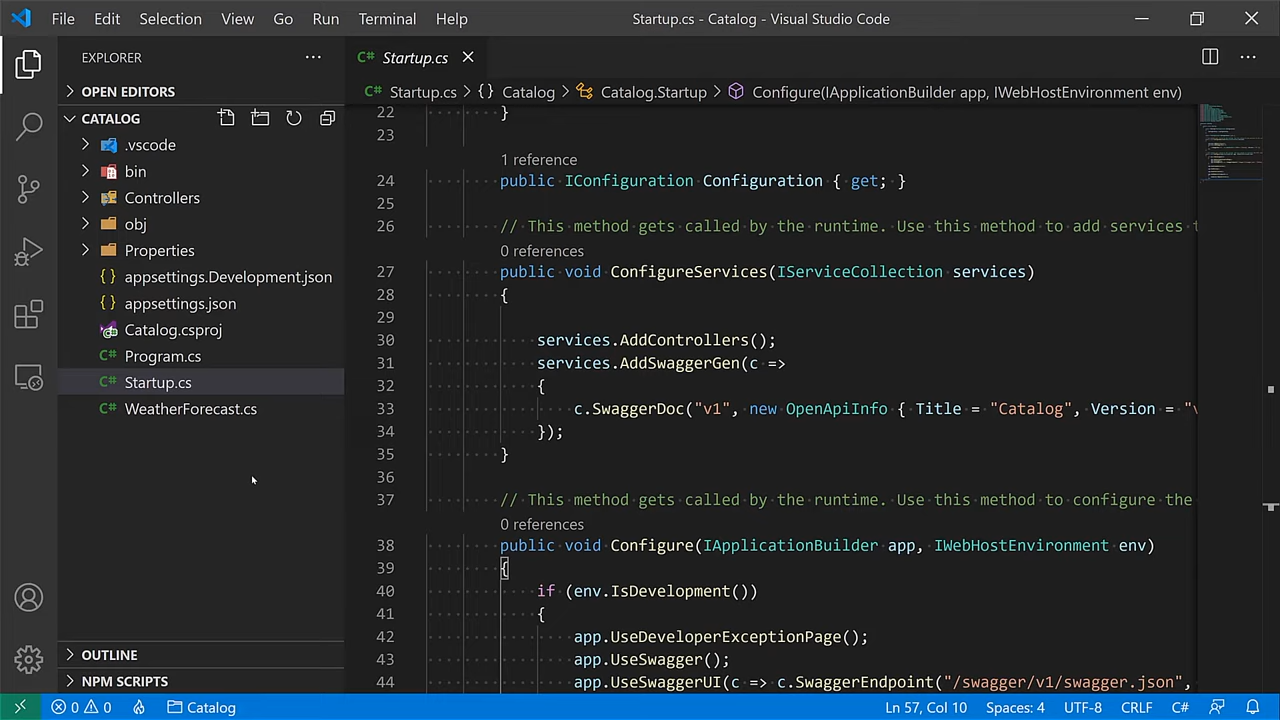 File Edit Selection View Go Run Terminal Help
Startup.cs - Catalog - Visual Studio Code
EXPLORER
OPEN EDITORS
CATALOG
.vscode
bin
Controllers
obj
Properties
{} appsettings.Development.json
{} appsettings.json
Catalog.csproj
C# Program.cs
C# Startup.cs
C# WeatherForecast.cs
OUTLINE
NPM SCRIPTS
C# Startup.cs
C# Startup.cs > {} Catalog > Catalog.Startup > Configure(IApplicationBuilder app, IWebHostEnvironment env)
22 }
23
1 reference
24 public IConfiguration Configuration { get; }
25
26 // This method gets called by the runtime. Use this method to add services
0 references
27 public void ConfigureServices(IServiceCollection services)
28 {
29
30 services.AddControllers();
31 services.AddSwaggerGen(c =>
32 {
33 c.SwaggerDoc("v1", new OpenApiInfo { Title = "Catalog", Version = "v
34 });
35 }
36
37 // This method gets called by the runtime. Use this method to configure the
0 references
38 public void Configure(IApplicationBuilder app, IWebHostEnvironment env)
39 {
40 if (env.IsDevelopment())
41 {
42 app.UseDeveloperExceptionPage();
43 app.UseSwagger();
44 app.UseSwaggerUI(c => c.SwaggerEndpoint("/swagger/v1/swagger.json",
0 0 Catalog Ln 57, Col 10 Spaces: 4 UTF-8 CRLF C#